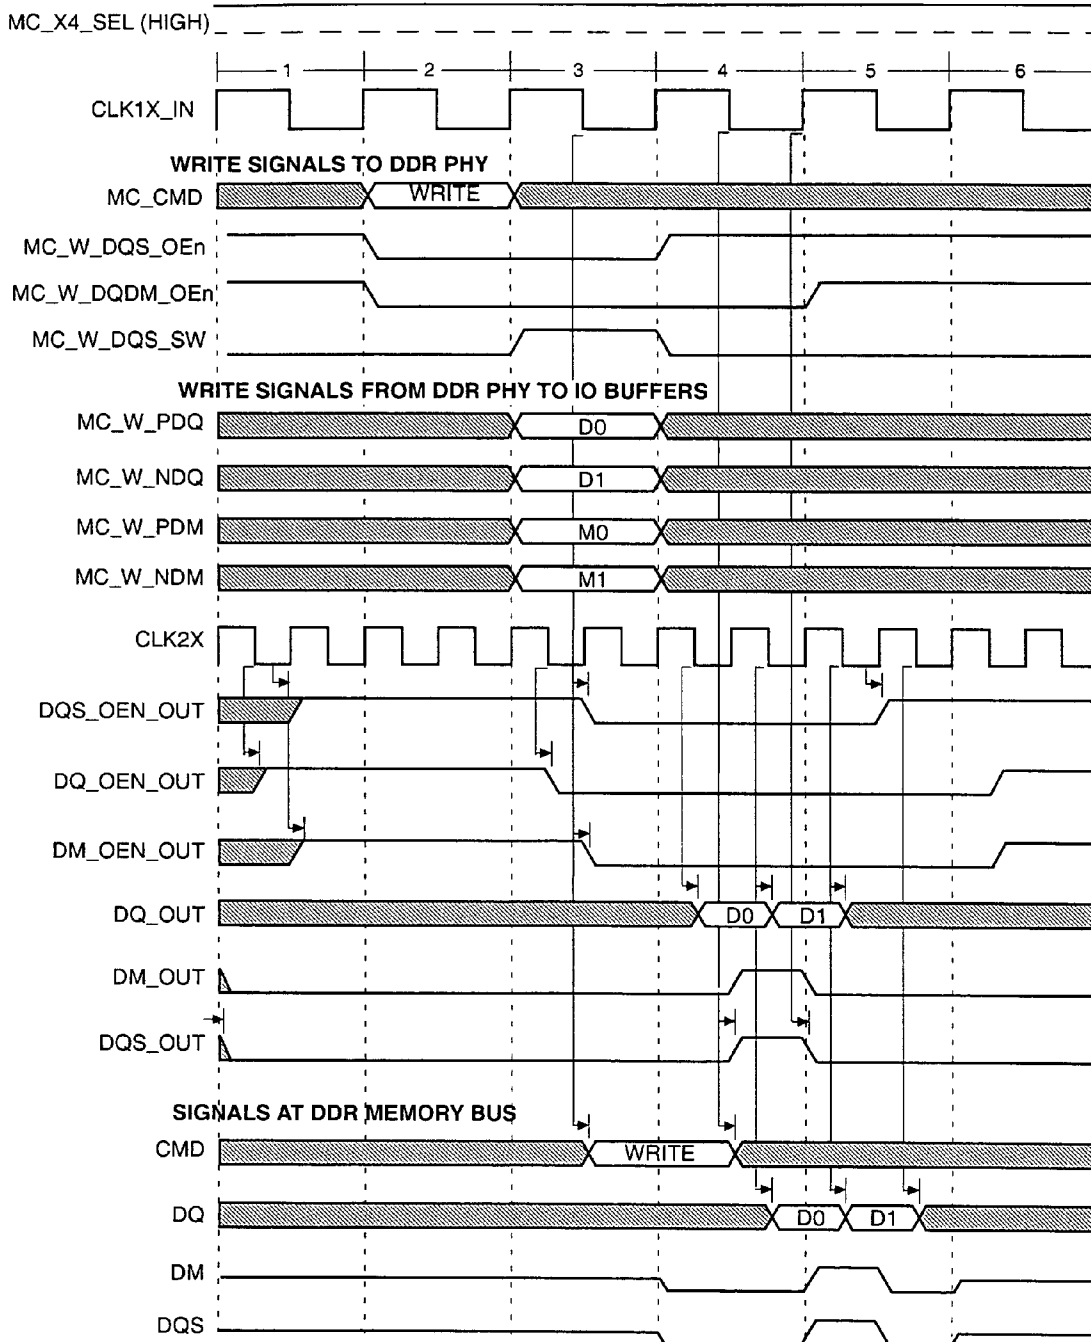 MC_X4_SEL (HIGH)
1 2 3 4 5 6
CLK1X_IN
WRITE SIGNALS TO DDR PHY
MC_CMD WRITE
MC_W_DQS_OEn
MC_W_DQDM_OEn
MC_W_DQS_SW
WRITE SIGNALS FROM DDR PHY TO IO BUFFERS
MC_W_PDQ D0
MC_W_NDQ D1
MC_W_PDM M0
MC_W_NDM M1
CLK2X
DQS_OEN_OUT
DQ_OEN_OUT
DM_OEN_OUT
DQ_OUT D0 D1
DM_OUT
DQS_OUT
SIGNALS AT DDR MEMORY BUS
CMD WRITE
DQ D0 D1
DM
DQS